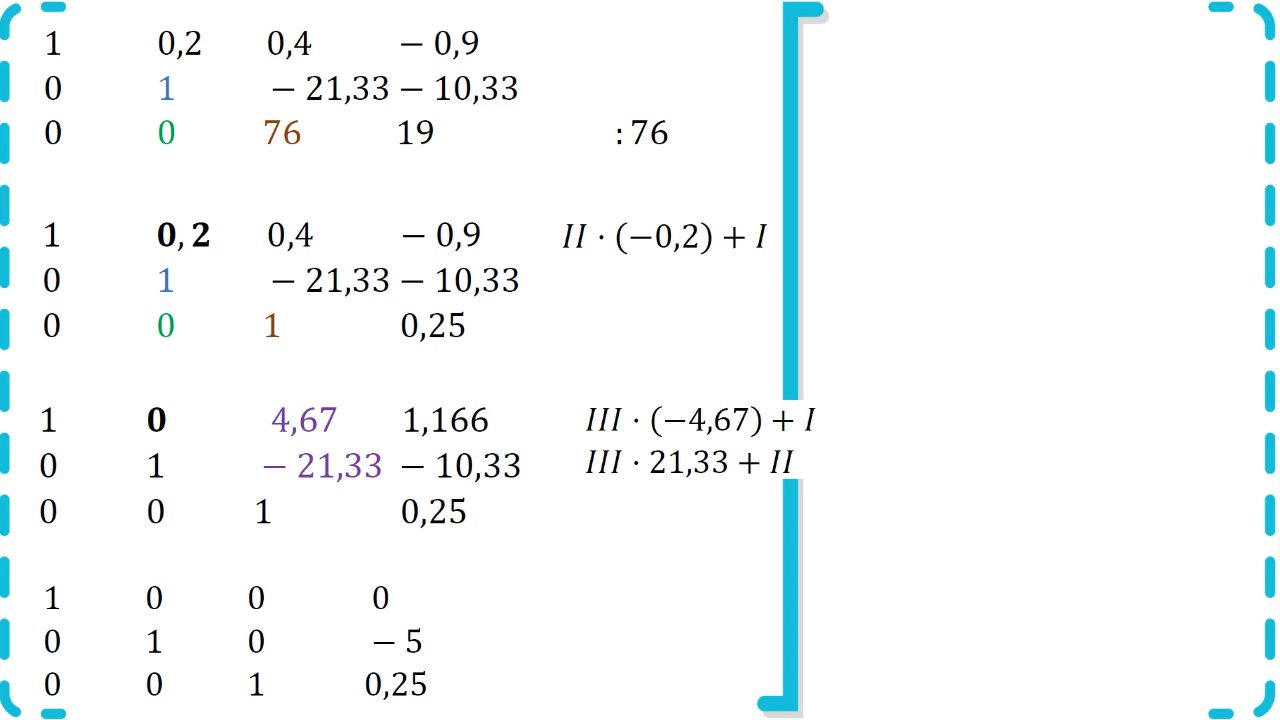 1 0,2 0,4 − 0,9
0 1 − 21,33 − 10,33
0 0 76 19 : 76
1 0,2 0,4 − 0,9 II · (−0,2) + I
0 1 − 21,33 − 10,33
0 0 1 0,25
1 0 4,67 1,166 III · (−4,67) + I
0 1 − 21,33 − 10,33 III · 21,33 + II
0 0 1 0,25
1 0 0 0
0 1 0 − 5
0 0 1 0,25